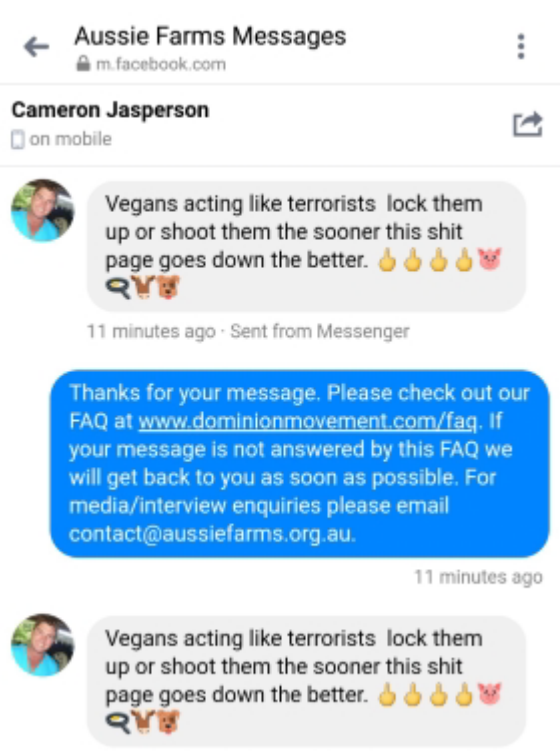 Aussie Farms Messages
m.facebook.com
Cameron Jasperson
on mobile
Vegans acting like terrorists  lock them
up or shoot them the sooner this shit
page goes down the better. 🖕🖕🖕🖕🐷
🍳🐮🐶
11 minutes ago · Sent from Messenger
Thanks for your message. Please check out our
FAQ at www.dominionmovement.com/faq. If
your message is not answered by this FAQ we
will get back to you as soon as possible. For
media/interview enquiries please email
contact@aussiefarms.org.au.
11 minutes ago
Vegans acting like terrorists  lock them
up or shoot them the sooner this shit
page goes down the better. 🖕🖕🖕🖕🐷
🍳🐮🐶